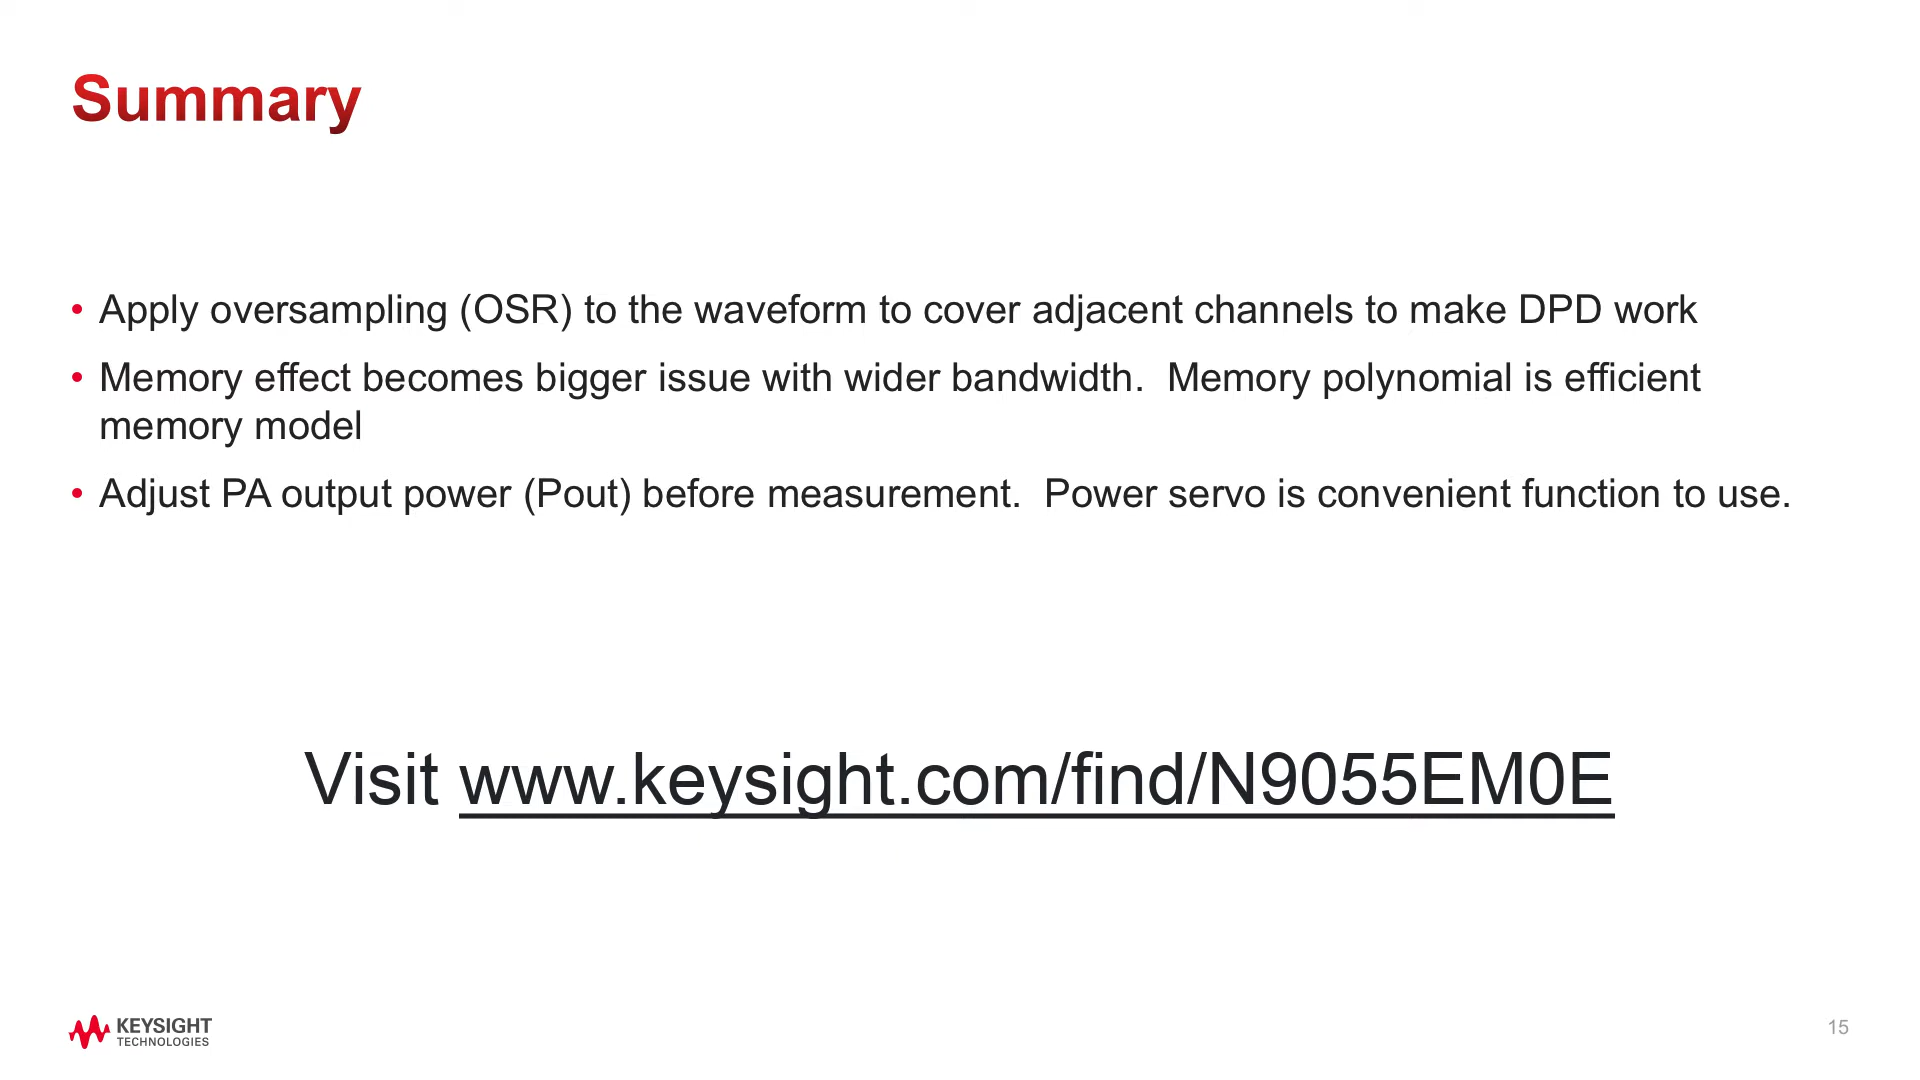 Summary
• Apply oversampling (OSR) to the waveform to cover adjacent channels to make DPD work
• Memory effect becomes bigger issue with wider bandwidth.  Memory polynomial is efficient
memory model
• Adjust PA output power (Pout) before measurement.  Power servo is convenient function to use.
Visit www.keysight.com/find/N9055EM0E
KEYSIGHT
TECHNOLOGIES
15